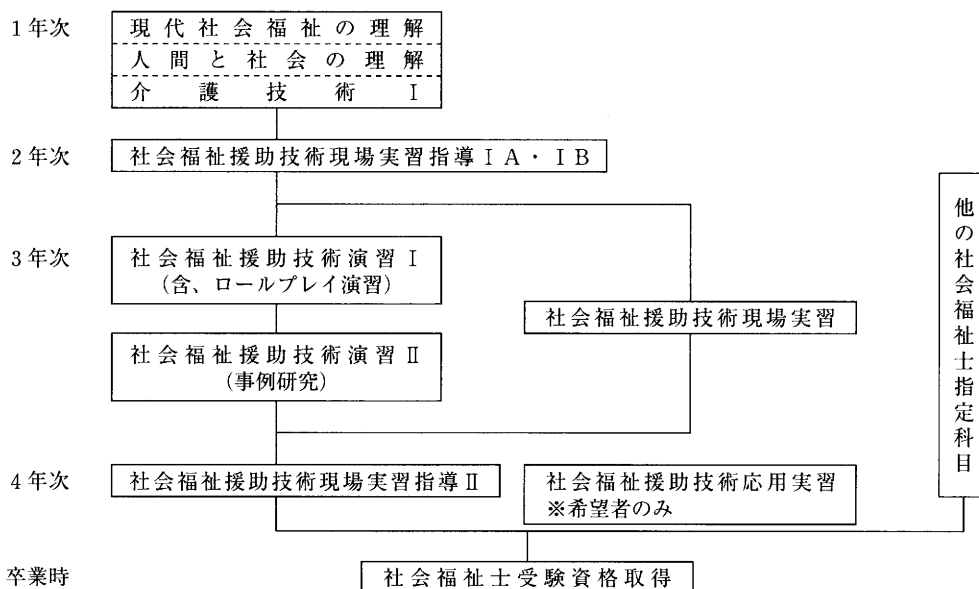 1年次
現代社会福祉の理解
人間と社会の理解
介護技術Ⅰ
2年次
社会福祉援助技術現場実習指導ⅠA・ⅠB
3年次
社会福祉援助技術演習Ⅰ
(含、ロールプレイ演習)
社会福祉援助技術現場実習
社会福祉援助技術演習Ⅱ
(事例研究)
他の社会福祉士指定科目
4年次
社会福祉援助技術現場実習指導Ⅱ
社会福祉援助技術応用実習
※希望者のみ
卒業時
社会福祉士受験資格取得